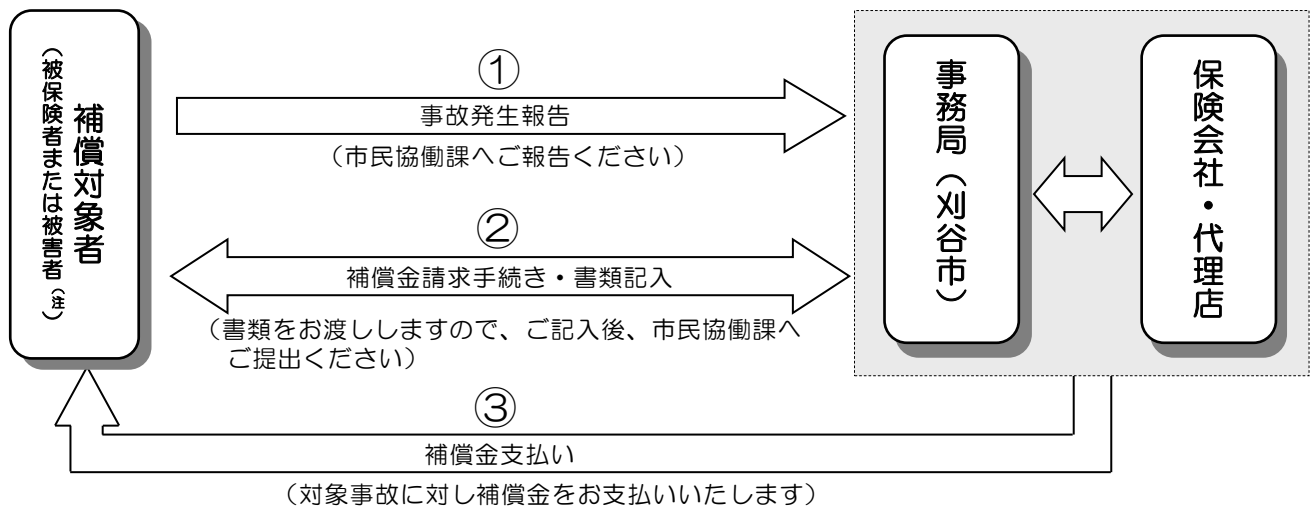 補償対象者
（被保険者または被害者（注））
①
事故発生報告
（市民協働課へご報告ください）
②
補償金請求手続き・書類記入
（書類をお渡ししますので、ご記入後、市民協働課へ
ご提出ください）
③
補償金支払い
（対象事故に対し補償金をお支払いいたします）
事務局（刈谷市）
保険会社・代理店